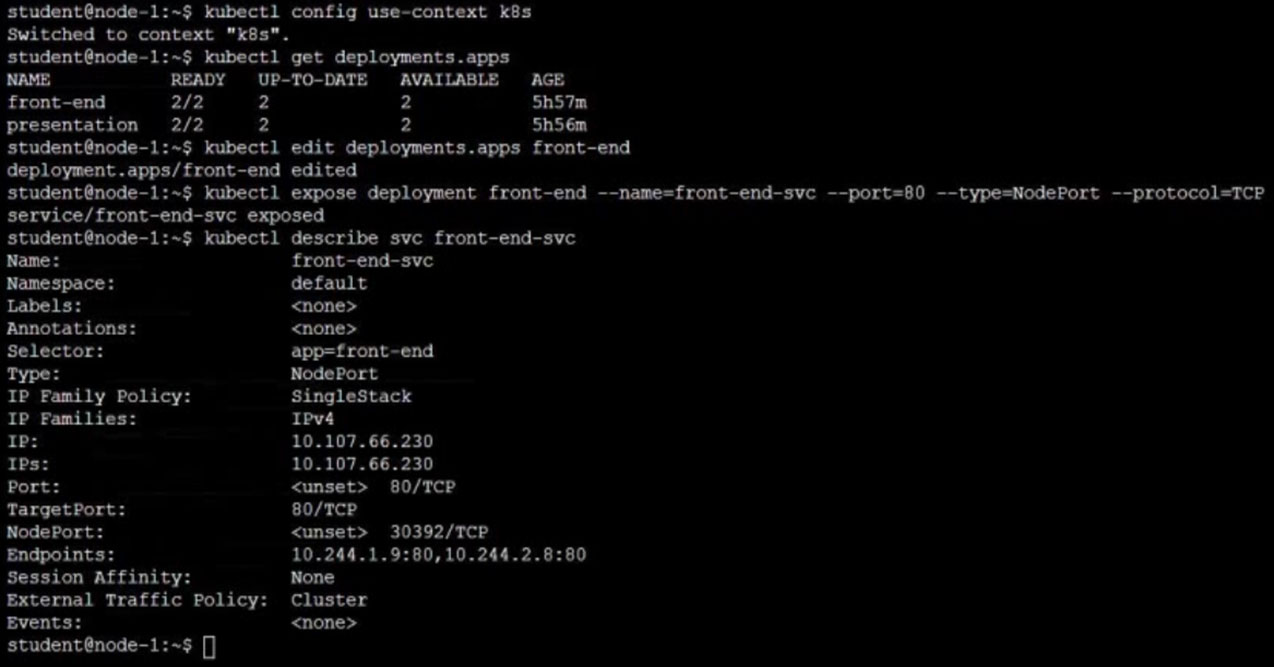 student@node-1:~$ kubectl config use-context k8s
Switched to context "k8s".
student@node-1:~$ kubectl get deployments.apps
NAME           READY   UP-TO-DATE   AVAILABLE   AGE
front-end      2/2     2            2           5h57m
presentation   2/2     2            2           5h56m
student@node-1:~$ kubectl edit deployments.apps front-end
deployment.apps/front-end edited
student@node-1:~$ kubectl expose deployment front-end --name=front-end-svc --port=80 --type=NodePort --protocol=TCP
service/front-end-svc exposed
student@node-1:~$ kubectl describe svc front-end-svc
Name:                     front-end-svc
Namespace:                default
Labels:                   <none>
Annotations:              <none>
Selector:                 app=front-end
Type:                     NodePort
IP Family Policy:         SingleStack
IP Families:              IPv4
IP:                       10.107.66.230
IPs:                      10.107.66.230
Port:                     <unset>  80/TCP
TargetPort:               80/TCP
NodePort:                 <unset>  30392/TCP
Endpoints:                10.244.1.9:80,10.244.2.8:80
Session Affinity:         None
External Traffic Policy:  Cluster
Events:                   <none>
student@node-1:~$